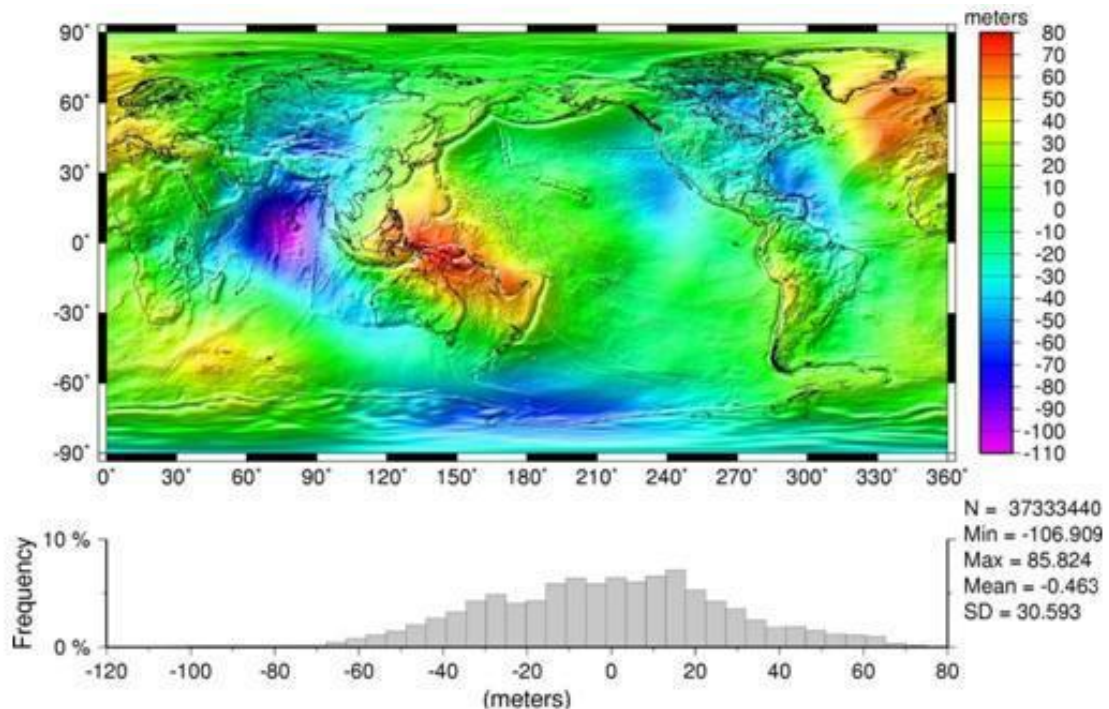 meters
90°
60°
30°
0°
-30°
-60°
-90°
0° 30° 60° 90° 120° 150° 180° 210° 240° 270° 300° 330° 360°
80
70
60
50
40
30
20
10
0
-10
-20
-30
-40
-50
-60
-70
-80
-90
-100
-110
Frequency
10 %
0 %
-120 -100 -80 -60 -40 -20 0 20 40 60 80
(meters)
N = 37333440
Min = -106.909
Max = 85.824
Mean = -0.463
SD = 30.593